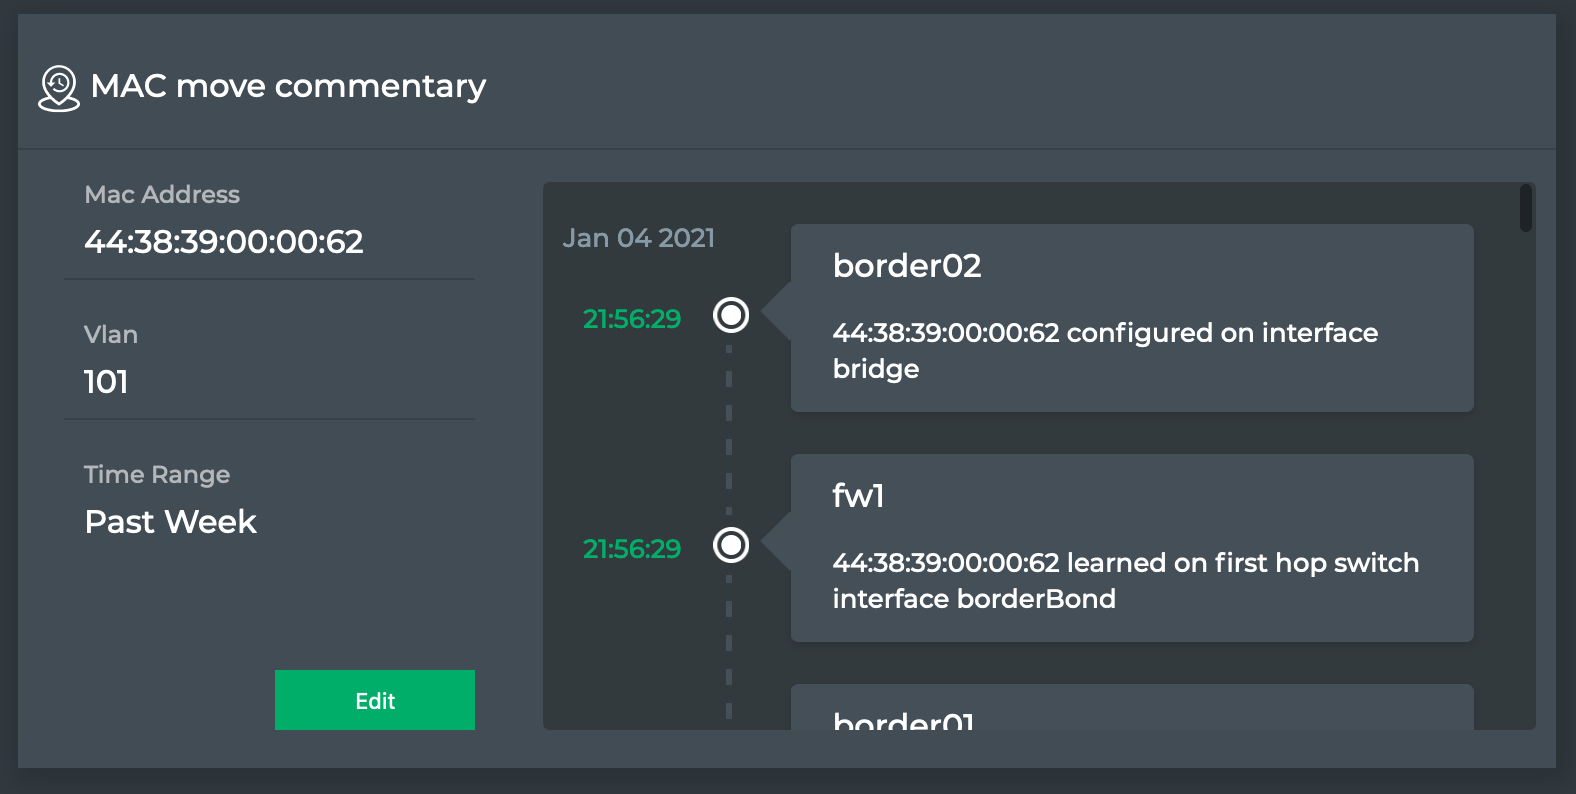 MAC move commentary
Mac Address
44:38:39:00:00:62
Vlan
101
Time Range
Past Week
Edit
Jan 04 2021
21:56:29
border02
44:38:39:00:00:62 configured on interface
bridge
21:56:29
fw1
44:38:39:00:00:62 learned on first hop switch
interface borderBond
border01